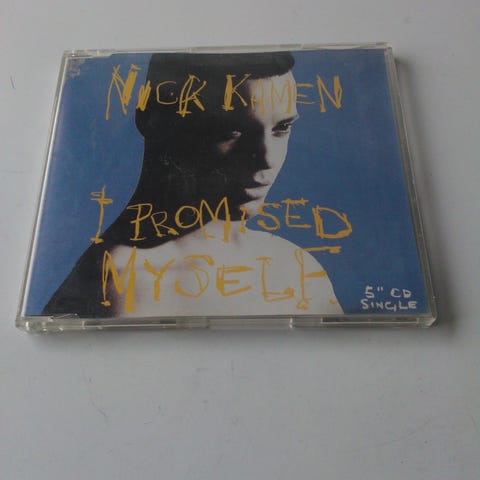 NICK KAMEN
I PROMISED
MYSELF.
5" CD
SINGLE